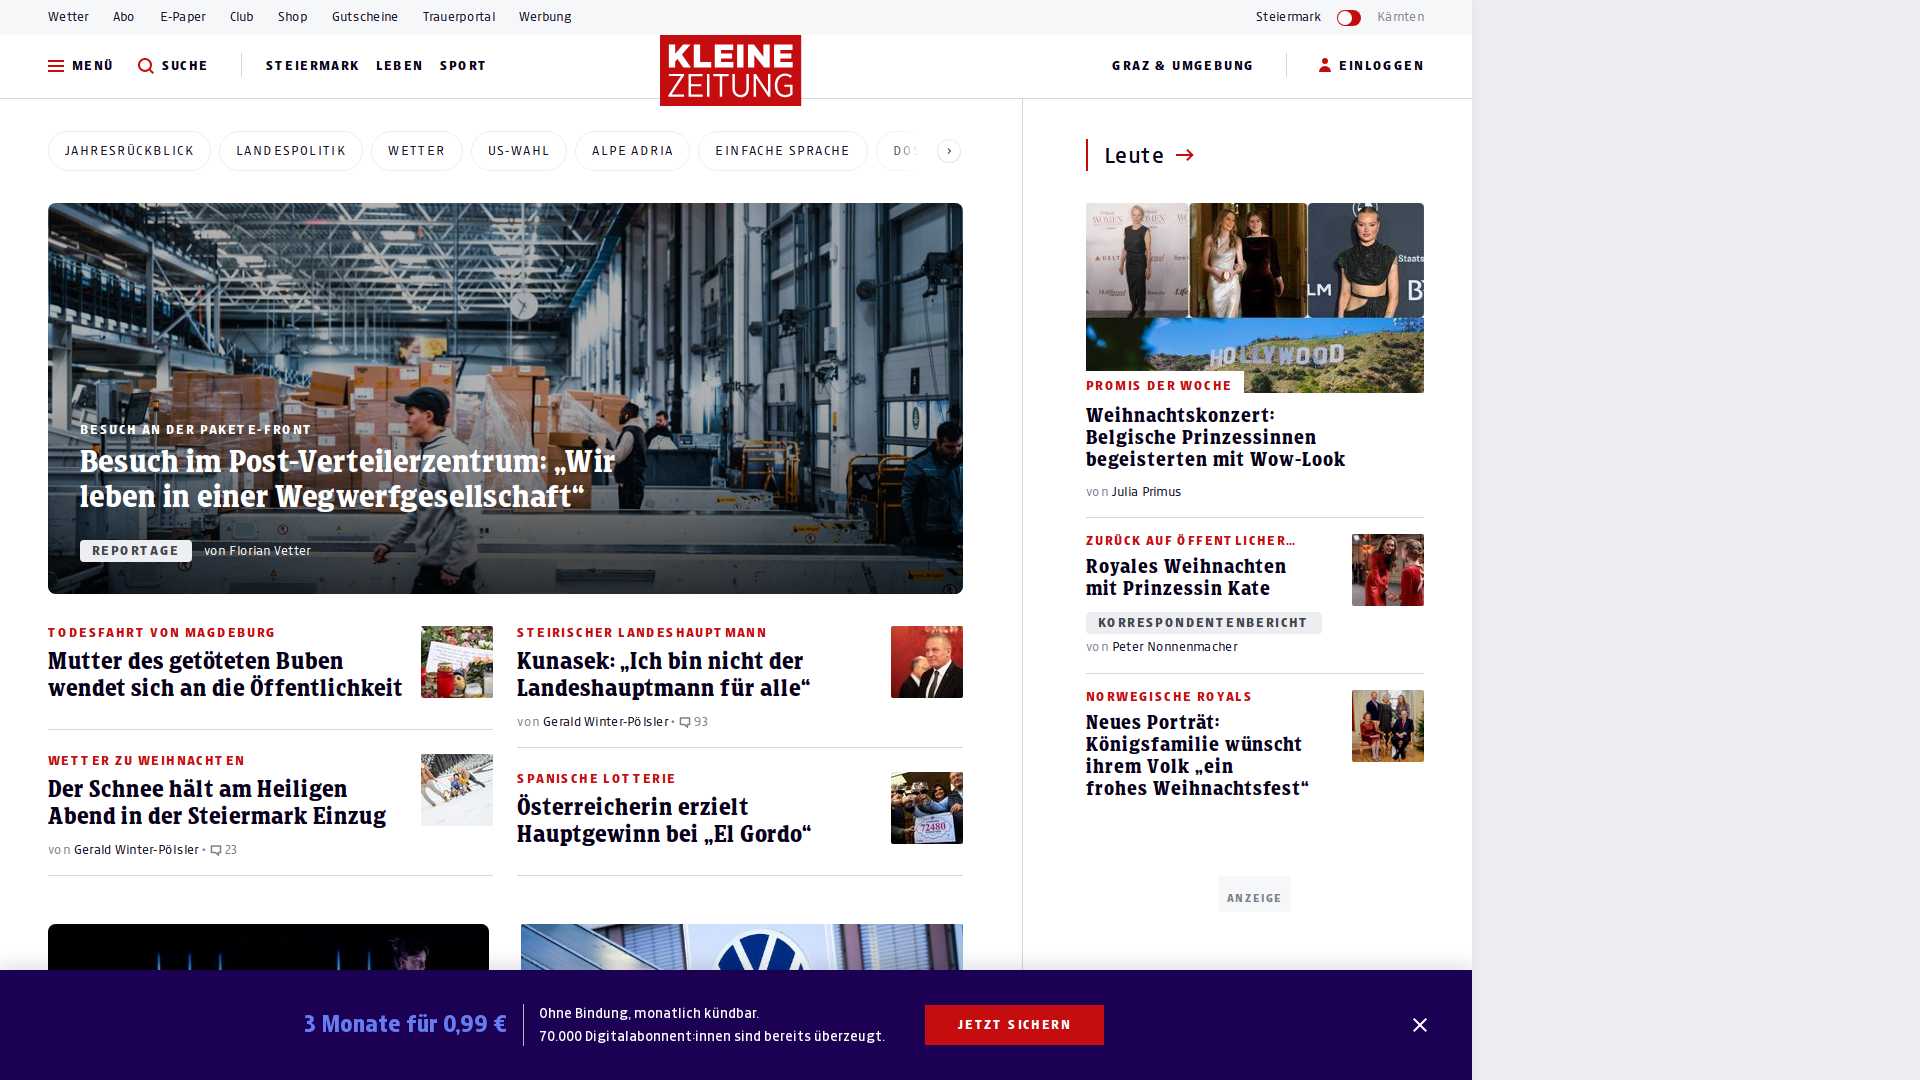 Wetter Abo E-Paper Club Shop Gutscheine Trauerportal Werbung
Steiermark Kärnten
MENÜ SUCHE STEIERMARK LEBEN SPORT
KLEINE
ZEITUNG
GRAZ & UMGEBUNG EINLOGGEN
JAHRESRÜCKBLICK LANDESPOLITIK WETTER US-WAHL ALPE ADRIA EINFACHE SPRACHE
BESUCH AN DER PAKETE-FRONT
Besuch im Post-Verteilerzentrum: „Wir
leben in einer Wegwerfgesellschaft“
REPORTAGE von Florian Vetter
TODESFAHRT VON MAGDEBURG
Mutter des getöteten Buben
wendet sich an die Öffentlichkeit
WETTER ZU WEIHNACHTEN
Der Schnee hält am Heiligen
Abend in der Steiermark Einzug
von Gerald Winter-Pölsler • 23
STEIRISCHER LANDESHAUPTMANN
Kunasek: „Ich bin nicht der
Landeshauptmann für alle“
von Gerald Winter-Pölsler • 93
SPANISCHE LOTTERIE
Österreicherin erzielt
Hauptgewinn bei „El Gordo“
72480
Leute
HOLLYWOOD
PROMIS DER WOCHE
Weihnachtskonzert:
Belgische Prinzessinnen
begeisterten mit Wow-Look
von Julia Primus
ZURÜCK AUF ÖFFENTLICHER…
Royales Weihnachten
mit Prinzessin Kate
KORRESPONDENTENBERICHT
von Peter Nonnenmacher
NORWEGISCHE ROYALS
Neues Porträt:
Königsfamilie wünscht
ihrem Volk „ein
frohes Weihnachtsfest“
ANZEIGE
3 Monate für 0,99 €
Ohne Bindung, monatlich kündbar.
70.000 Digitalabonnent:innen sind bereits überzeugt.
JETZT SICHERN